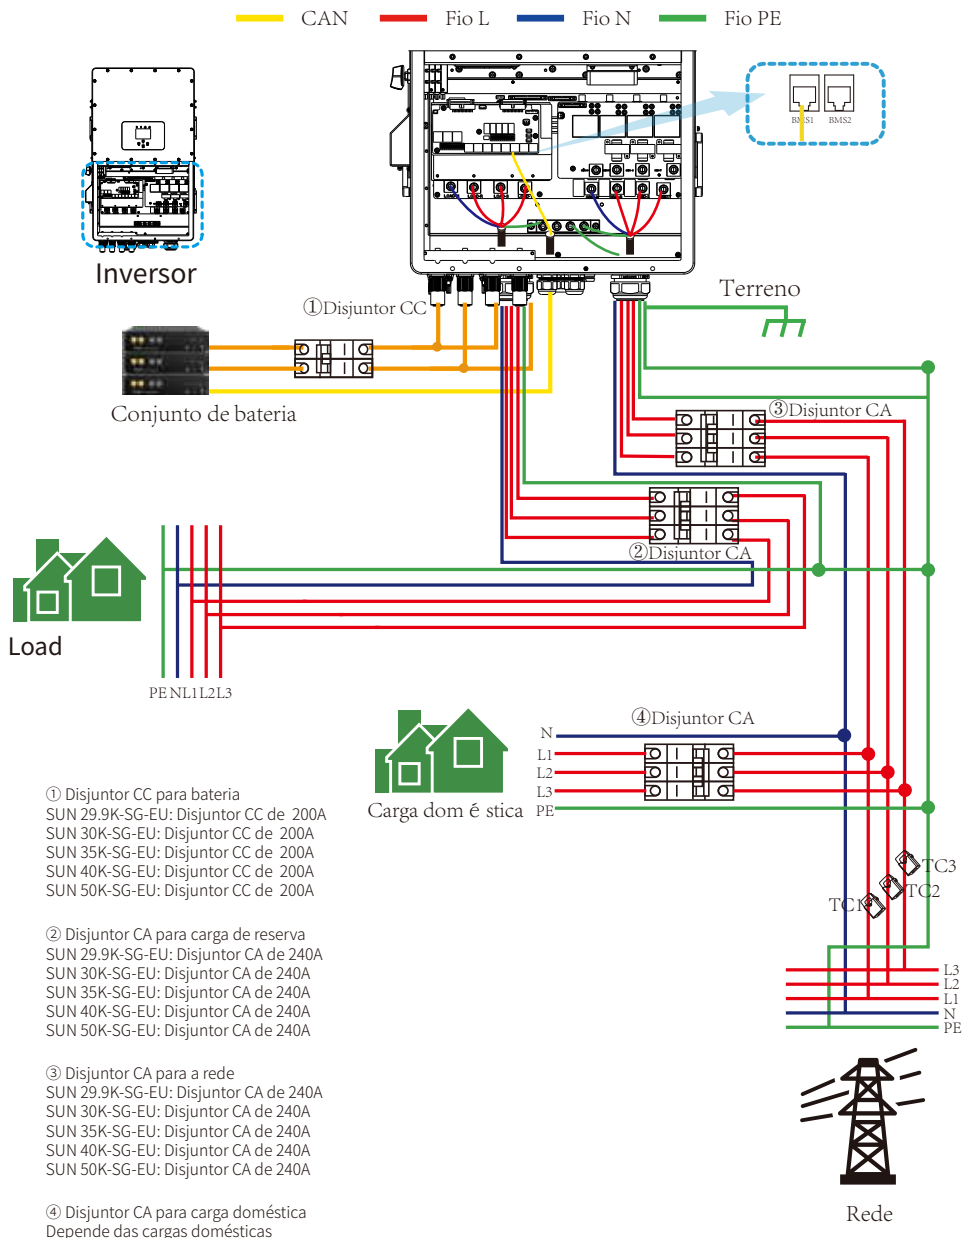 CAN Fio L Fio N Fio PE
BMS1 BMS2
Inversor
①Disjuntor CC
Terreno
Conjunto de bateria
③Disjuntor CA
②Disjuntor CA
Load
PE N L1 L2 L3
④Disjuntor CA
N
L1
L2
L3
PE
Carga dom é stica
TC3
TC2
TC1
L3
L2
L1
N
PE
Rede
① Disjuntor CC para bateria
SUN 29.9K-SG-EU: Disjuntor CC de 200A
SUN 30K-SG-EU: Disjuntor CC de 200A
SUN 35K-SG-EU: Disjuntor CC de 200A
SUN 40K-SG-EU: Disjuntor CC de 200A
SUN 50K-SG-EU: Disjuntor CC de 200A
② Disjuntor CA para carga de reserva
SUN 29.9K-SG-EU: Disjuntor CA de 240A
SUN 30K-SG-EU: Disjuntor CA de 240A
SUN 35K-SG-EU: Disjuntor CA de 240A
SUN 40K-SG-EU: Disjuntor CA de 240A
SUN 50K-SG-EU: Disjuntor CA de 240A
③ Disjuntor CA para a rede
SUN 29.9K-SG-EU: Disjuntor CA de 240A
SUN 30K-SG-EU: Disjuntor CA de 240A
SUN 35K-SG-EU: Disjuntor CA de 240A
SUN 40K-SG-EU: Disjuntor CA de 240A
SUN 50K-SG-EU: Disjuntor CA de 240A
④ Disjuntor CA para carga doméstica
Depende das cargas domésticas